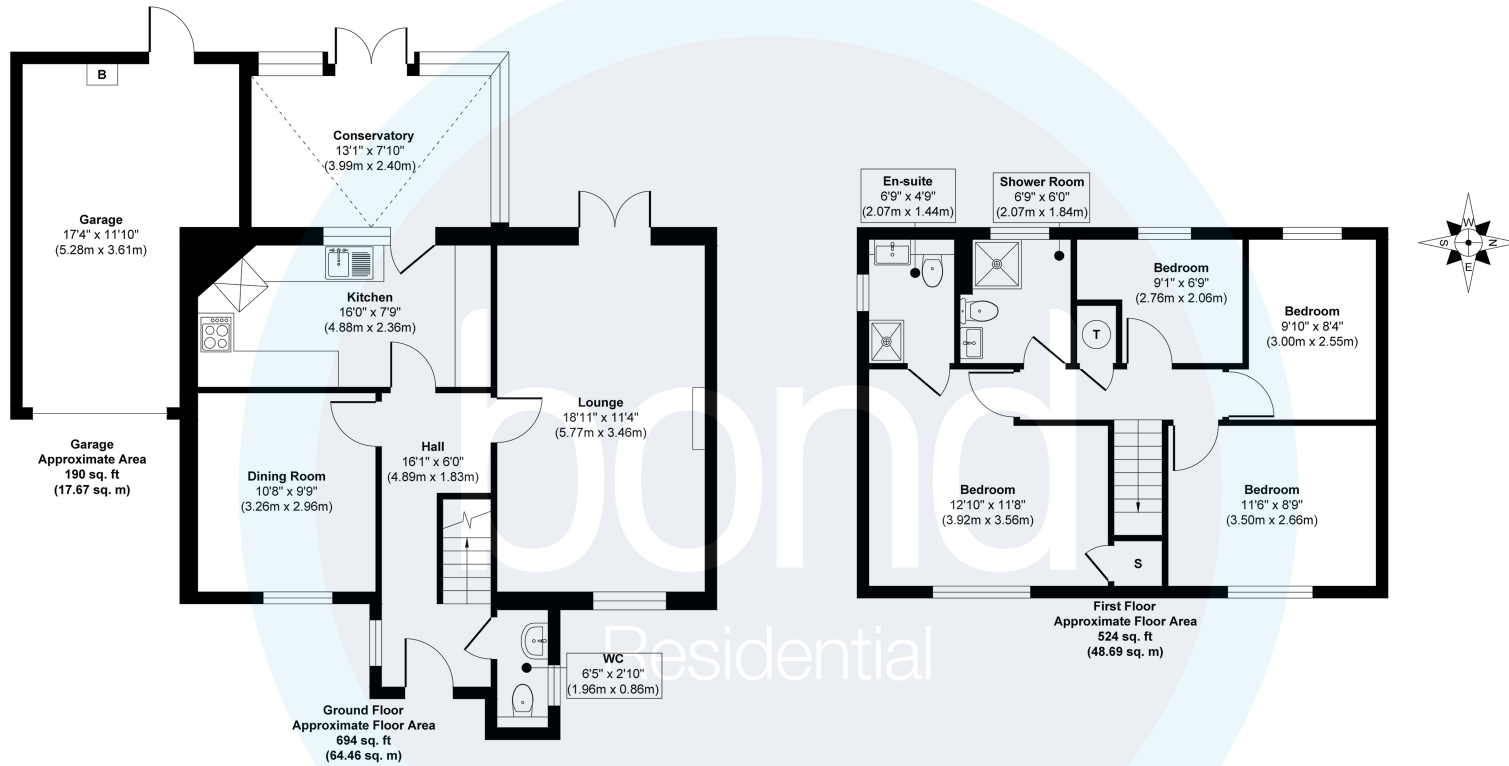 B
Conservatory
13'1" x 7'10"
(3.99m x 2.40m)
Garage
17'4" x 11'10"
(5.28m x 3.61m)
Kitchen
16'0" x 7'9"
(4.88m x 2.36m)
Lounge
18'11" x 11'4"
(5.77m x 3.46m)
Hall
16'1" x 6'0"
(4.89m x 1.83m)
Dining Room
10'8" x 9'9"
(3.26m x 2.96m)
Garage
Approximate Area
190 sq. ft
(17.67 sq. m)
WC
6'5" x 2'10"
(1.96m x 0.86m)
Ground Floor
Approximate Floor Area
694 sq. ft
(64.46 sq. m)
En-suite
6'9" x 4'9"
(2.07m x 1.44m)
Shower Room
6'9" x 6'0"
(2.07m x 1.84m)
Bedroom
9'1" x 6'9"
(2.76m x 2.06m)
Bedroom
9'10" x 8'4"
(3.00m x 2.55m)
T
Bedroom
12'10" x 11'8"
(3.92m x 3.56m)
Bedroom
11'6" x 8'9"
(3.50m x 2.66m)
S
First Floor
Approximate Floor Area
524 sq. ft
(48.69 sq. m)
W
S
N
E
bond
Residential